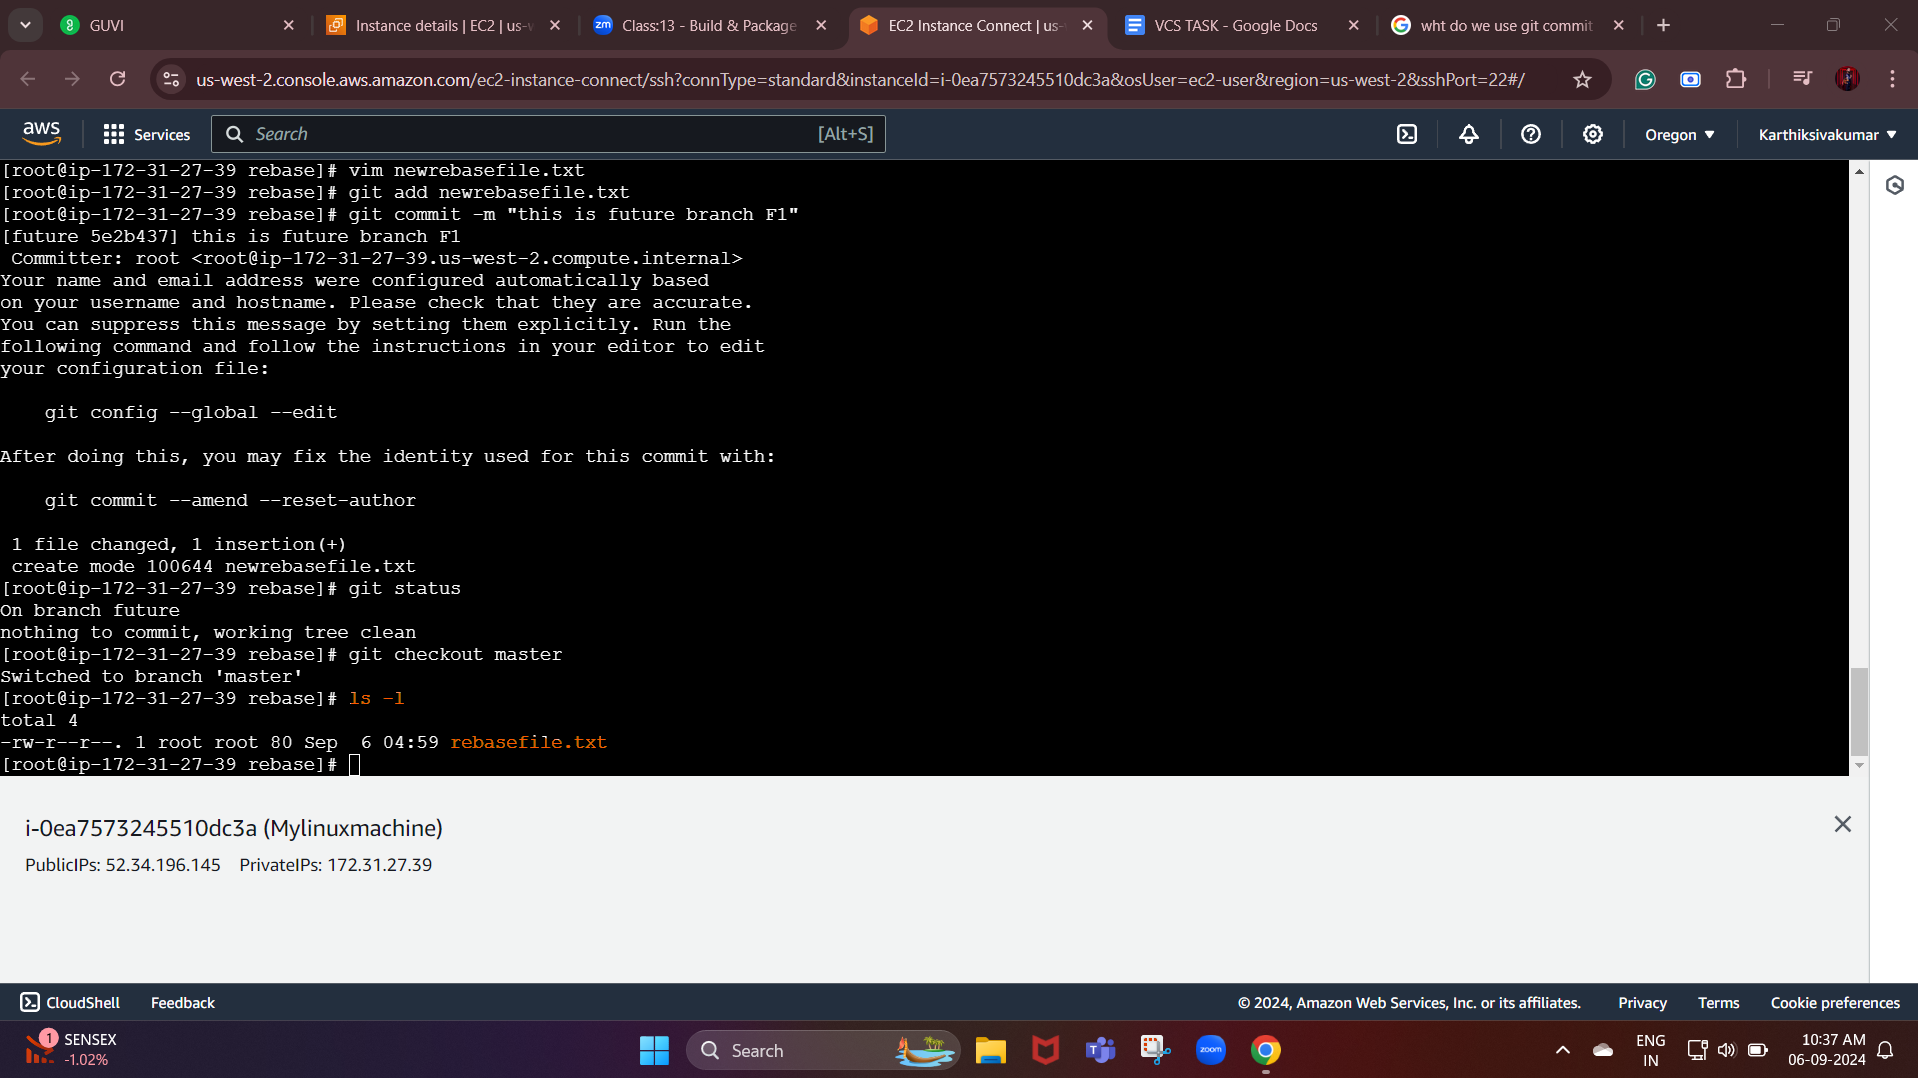 GUVI
Instance details | EC2 | us-w
Class:13 - Build & Package
EC2 Instance Connect | us-
VCS TASK - Google Docs
wht do we use git commit
us-west-2.console.aws.amazon.com/ec2-instance-connect/ssh?connType=standard&instanceId=i-0ea7573245510dc3a&osUser=ec2-user&region=us-west-2&sshPort=22#/
aws
Services
Search
[Alt+S]
Oregon
Karthiksivakumar
[root@ip-172-31-27-39 rebase]# vim newrebasefile.txt
[root@ip-172-31-27-39 rebase]# git add newrebasefile.txt
[root@ip-172-31-27-39 rebase]# git commit -m "this is future branch F1"
[future 5e2b437] this is future branch F1
 Committer: root <root@ip-172-31-27-39.us-west-2.compute.internal>
Your name and email address were configured automatically based
on your username and hostname. Please check that they are accurate.
You can suppress this message by setting them explicitly. Run the
following command and follow the instructions in your editor to edit
your configuration file:
    git config --global --edit
After doing this, you may fix the identity used for this commit with:
    git commit --amend --reset-author
 1 file changed, 1 insertion(+)
 create mode 100644 newrebasefile.txt
[root@ip-172-31-27-39 rebase]# git status
On branch future
nothing to commit, working tree clean
[root@ip-172-31-27-39 rebase]# git checkout master
Switched to branch 'master'
[root@ip-172-31-27-39 rebase]# ls -l
total 4
-rw-r--r--. 1 root root 80 Sep  6 04:59 rebasefile.txt
[root@ip-172-31-27-39 rebase]#
i-0ea7573245510dc3a (Mylinuxmachine)
PublicIPs: 52.34.196.145 PrivateIPs: 172.31.27.39
CloudShell
Feedback
© 2024, Amazon Web Services, Inc. or its affiliates.
Privacy
Terms
Cookie preferences
1
SENSEX
-1.02%
Search
zoom
ENG
IN
10:37 AM
06-09-2024